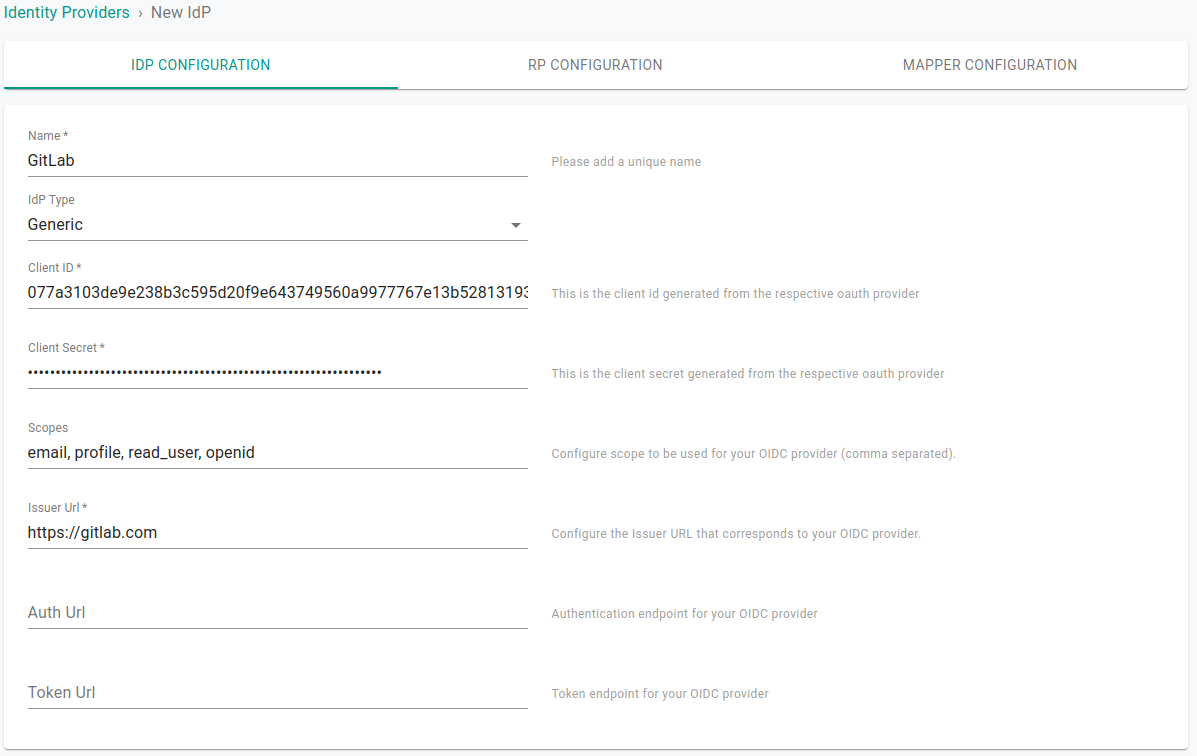 Identity Providers › New IdP
IDP CONFIGURATION RP CONFIGURATION MAPPER CONFIGURATION
Name *
GitLab
Please add a unique name
IdP Type
Generic
Client ID *
077a3103de9e238b3c595d20f9e643749560a9977767e13b52813193
This is the client id generated from the respective oauth provider
Client Secret *
This is the client secret generated from the respective oauth provider
Scopes
email, profile, read_user, openid
Configure scope to be used for your OIDC provider (comma separated).
Issuer Url *
https://gitlab.com
Configure the Issuer URL that corresponds to your OIDC provider.
Auth Url
Authentication endpoint for your OIDC provider
Token Url
Token endpoint for your OIDC provider